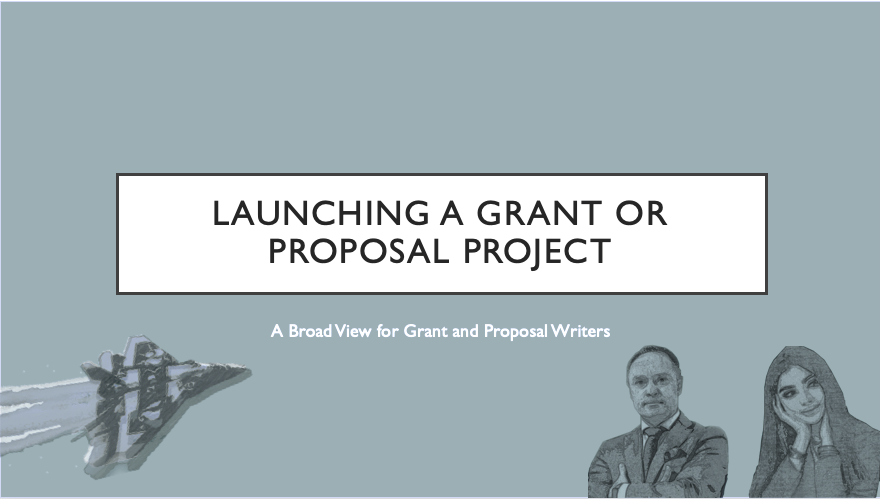 LAUNCHING A GRANT OR
PROPOSAL PROJECT
A Broad View for Grant and Proposal Writers